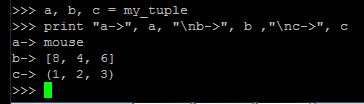 >>> a, b, c = my_tuple
>>> print "a->", a, "\nb->", b ,"\nc->", c
a-> mouse
b-> [8, 4, 6]
c-> (1, 2, 3)
>>>